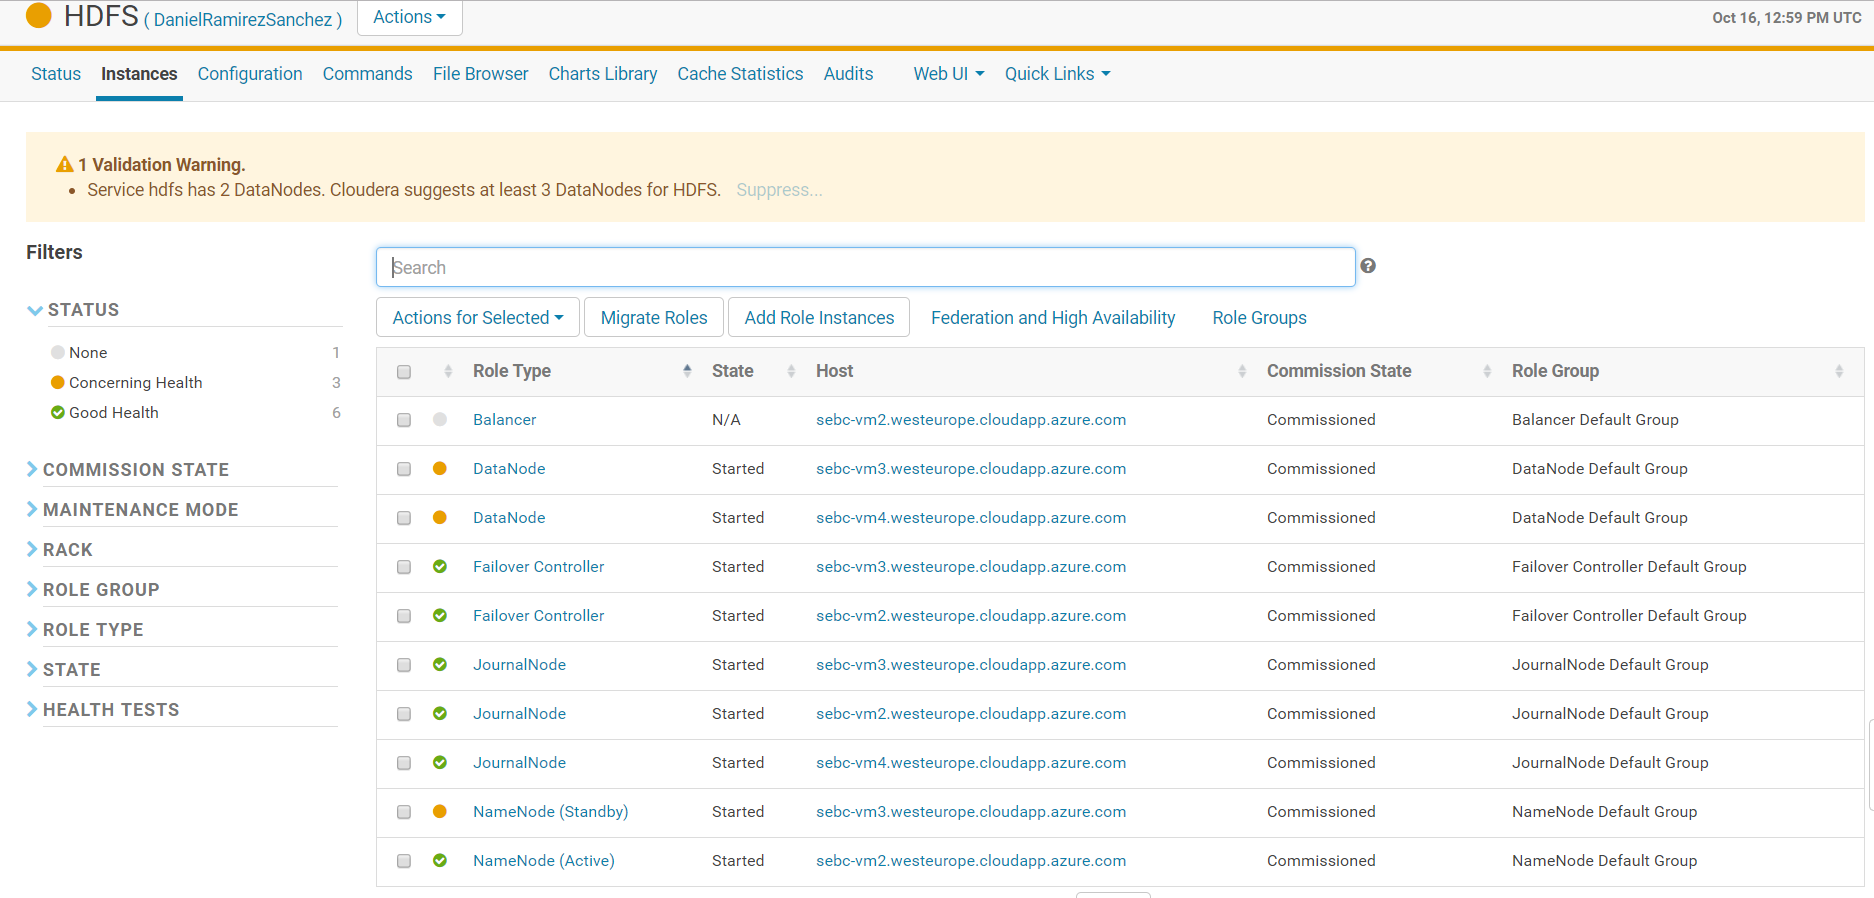 HDFS ( DanielRamirezSanchez ) Actions Oct 16, 12:59 PM UTC
Status Instances Configuration Commands File Browser Charts Library Cache Statistics Audits Web UI Quick Links
1 Validation Warning.
Service hdfs has 2 DataNodes. Cloudera suggests at least 3 DataNodes for HDFS. Suppress...
Filters
STATUS
None 1
Concerning Health 3
Good Health 6
COMMISSION STATE
MAINTENANCE MODE
RACK
ROLE GROUP
ROLE TYPE
STATE
HEALTH TESTS
Search
Actions for Selected Migrate Roles Add Role Instances Federation and High Availability Role Groups
Role Type State Host Commission State Role Group
Balancer N/A sebc-vm2.westeurope.cloudapp.azure.com Commissioned Balancer Default Group
DataNode Started sebc-vm3.westeurope.cloudapp.azure.com Commissioned DataNode Default Group
DataNode Started sebc-vm4.westeurope.cloudapp.azure.com Commissioned DataNode Default Group
Failover Controller Started sebc-vm3.westeurope.cloudapp.azure.com Commissioned Failover Controller Default Group
Failover Controller Started sebc-vm2.westeurope.cloudapp.azure.com Commissioned Failover Controller Default Group
JournalNode Started sebc-vm3.westeurope.cloudapp.azure.com Commissioned JournalNode Default Group
JournalNode Started sebc-vm2.westeurope.cloudapp.azure.com Commissioned JournalNode Default Group
JournalNode Started sebc-vm4.westeurope.cloudapp.azure.com Commissioned JournalNode Default Group
NameNode (Standby) Started sebc-vm3.westeurope.cloudapp.azure.com Commissioned NameNode Default Group
NameNode (Active) Started sebc-vm2.westeurope.cloudapp.azure.com Commissioned NameNode Default Group